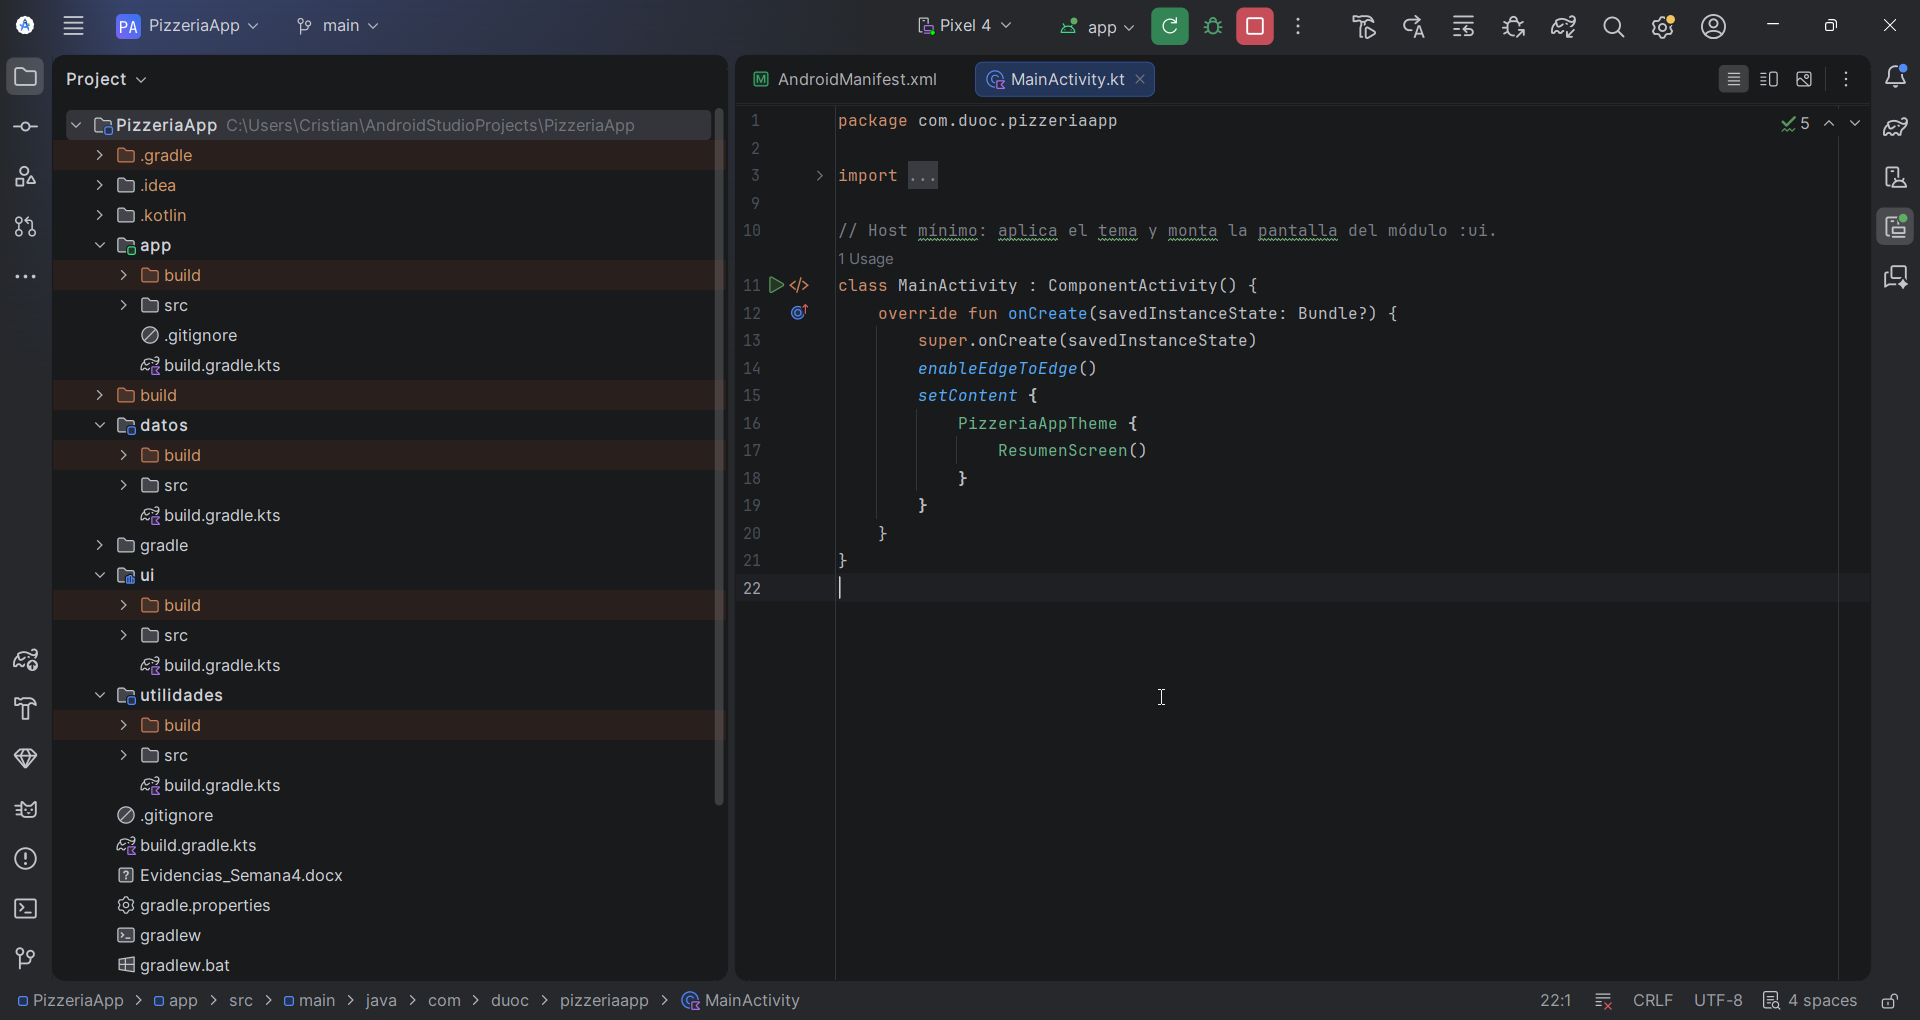 PA PizzeriaApp main Pixel 4 app
Project
AndroidManifest.xml MainActivity.kt
PizzeriaApp C:\Users\Cristian\AndroidStudioProjects\PizzeriaApp
.gradle
.idea
.kotlin
app
build
src
.gitignore
build.gradle.kts
build
datos
build
src
build.gradle.kts
gradle
ui
build
src
build.gradle.kts
utilidades
build
src
build.gradle.kts
.gitignore
build.gradle.kts
Evidencias_Semana4.docx
gradle.properties
gradlew
gradlew.bat
1 package com.duoc.pizzeriaapp
2
3 import ...
9
10 // Host mínimo: aplica el tema y monta la pantalla del módulo :ui.
1 Usage
11 class MainActivity : ComponentActivity() {
12 override fun onCreate(savedInstanceState: Bundle?) {
13 super.onCreate(savedInstanceState)
14 enableEdgeToEdge()
15 setContent {
16 PizzeriaAppTheme {
17 ResumenScreen()
18 }
19 }
20 }
21 }
22
5
PizzeriaApp > app > src > main > java > com > duoc > pizzeriaapp > MainActivity
22:1 CRLF UTF-8 4 spaces